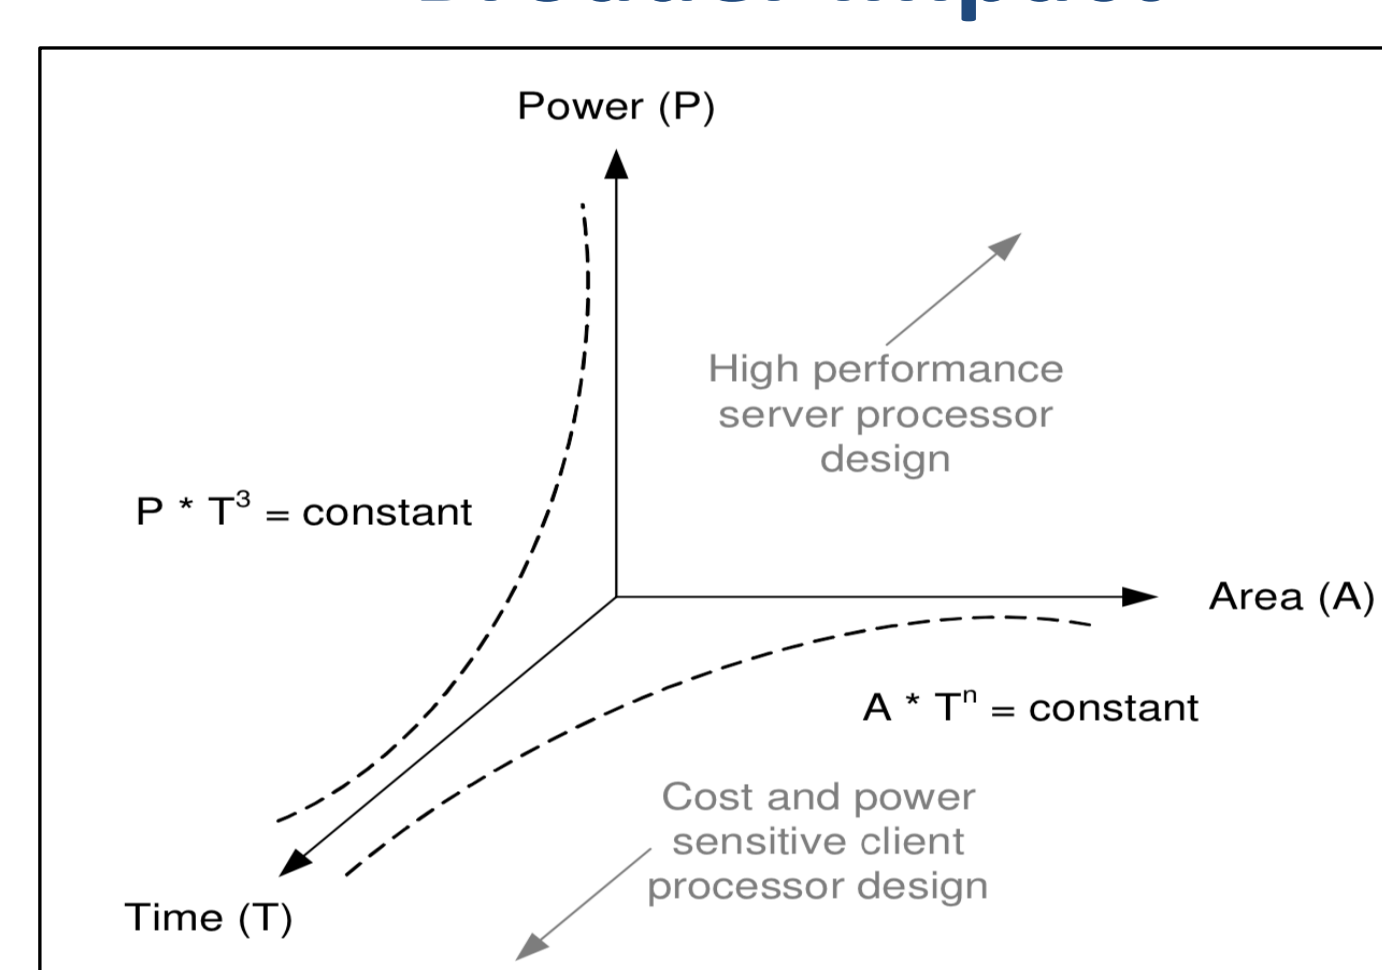 Power (P)
High performance
server processor
design
P * T³ = constant
Area (A)
A * Tⁿ = constant
Cost and power
sensitive client
processor design
Time (T)